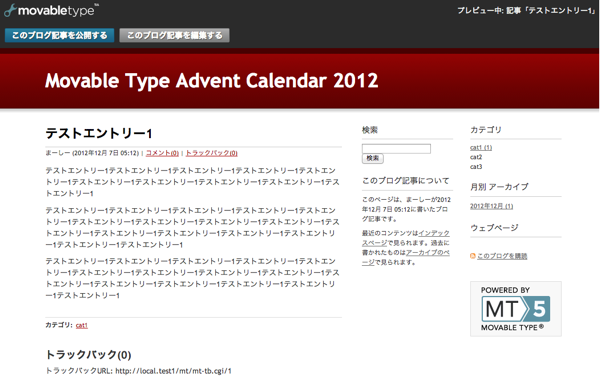 movabletype™
プレビュー中: 記事「テストエントリー1」
このブログ記事を公開する
このブログ記事を編集する
Movable Type Advent Calendar 2012
テストエントリー1
まーしー (2012年12月 7日 05:12) | コメント(0) | トラックバック(0)
テストエントリー1テストエントリー1テストエントリー1テストエントリー1テストエン
トリー1テストエントリー1テストエントリー1テストエントリー1テストエントリー1テスト
エントリー1
テストエントリー1テストエントリー1テストエントリー1テストエントリー1テストエン
トリー1テストエントリー1テストエントリー1テストエントリー1テストエントリー1テスト
エントリー1テストエントリー1テストエントリー1テストエントリー1テストエントリー1テスト
エントリー1テストエントリー1テストエントリー1
テストエントリー1テストエントリー1テストエントリー1テストエントリー1テストエン
トリー1テストエントリー1テストエントリー1テストエントリー1テストエントリー1テスト
エントリー1テストエントリー1テストエントリー1テストエントリー1テストエントリ
ー1テストエントリー1
カテゴリ: cat1
トラックバック(0)
トラックバックURL: http://local.test1/mt/mt-tb.cgi/1
検索
検索
このブログ記事について
このページは、まーしーが2012
年12月 7日 05:12に書いたブロ
グ記事です。
最近のコンテンツはインデック
スページで見られます。過去に
書かれたものはアーカイブのペ
ージで見られます。
カテゴリ
cat1 (1)
cat2
cat3
月別 アーカイブ
2012年12月 (1)
ウェブページ
このブログを購読
POWERED BY
MT 5
MOVABLE TYPE®